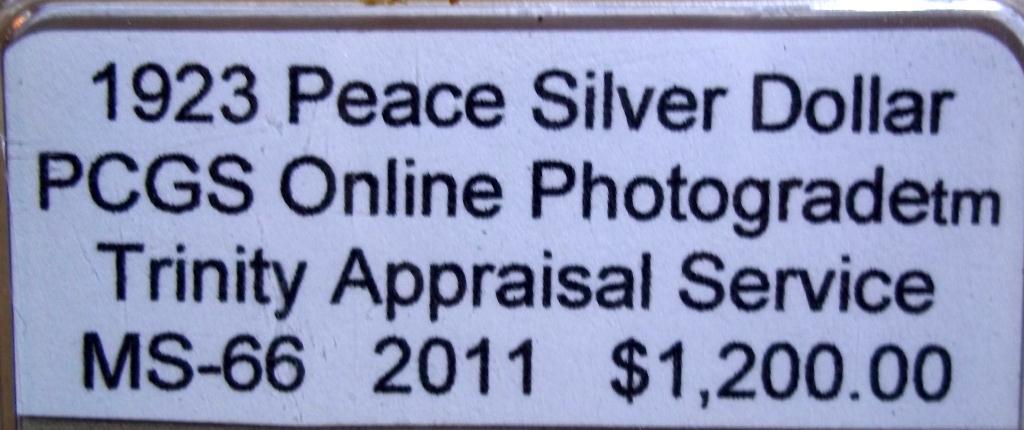 1923 Peace Silver Dollar
PCGS Online Photogradetm
Trinity Appraisal Service
MS-66 2011 $1,200.00